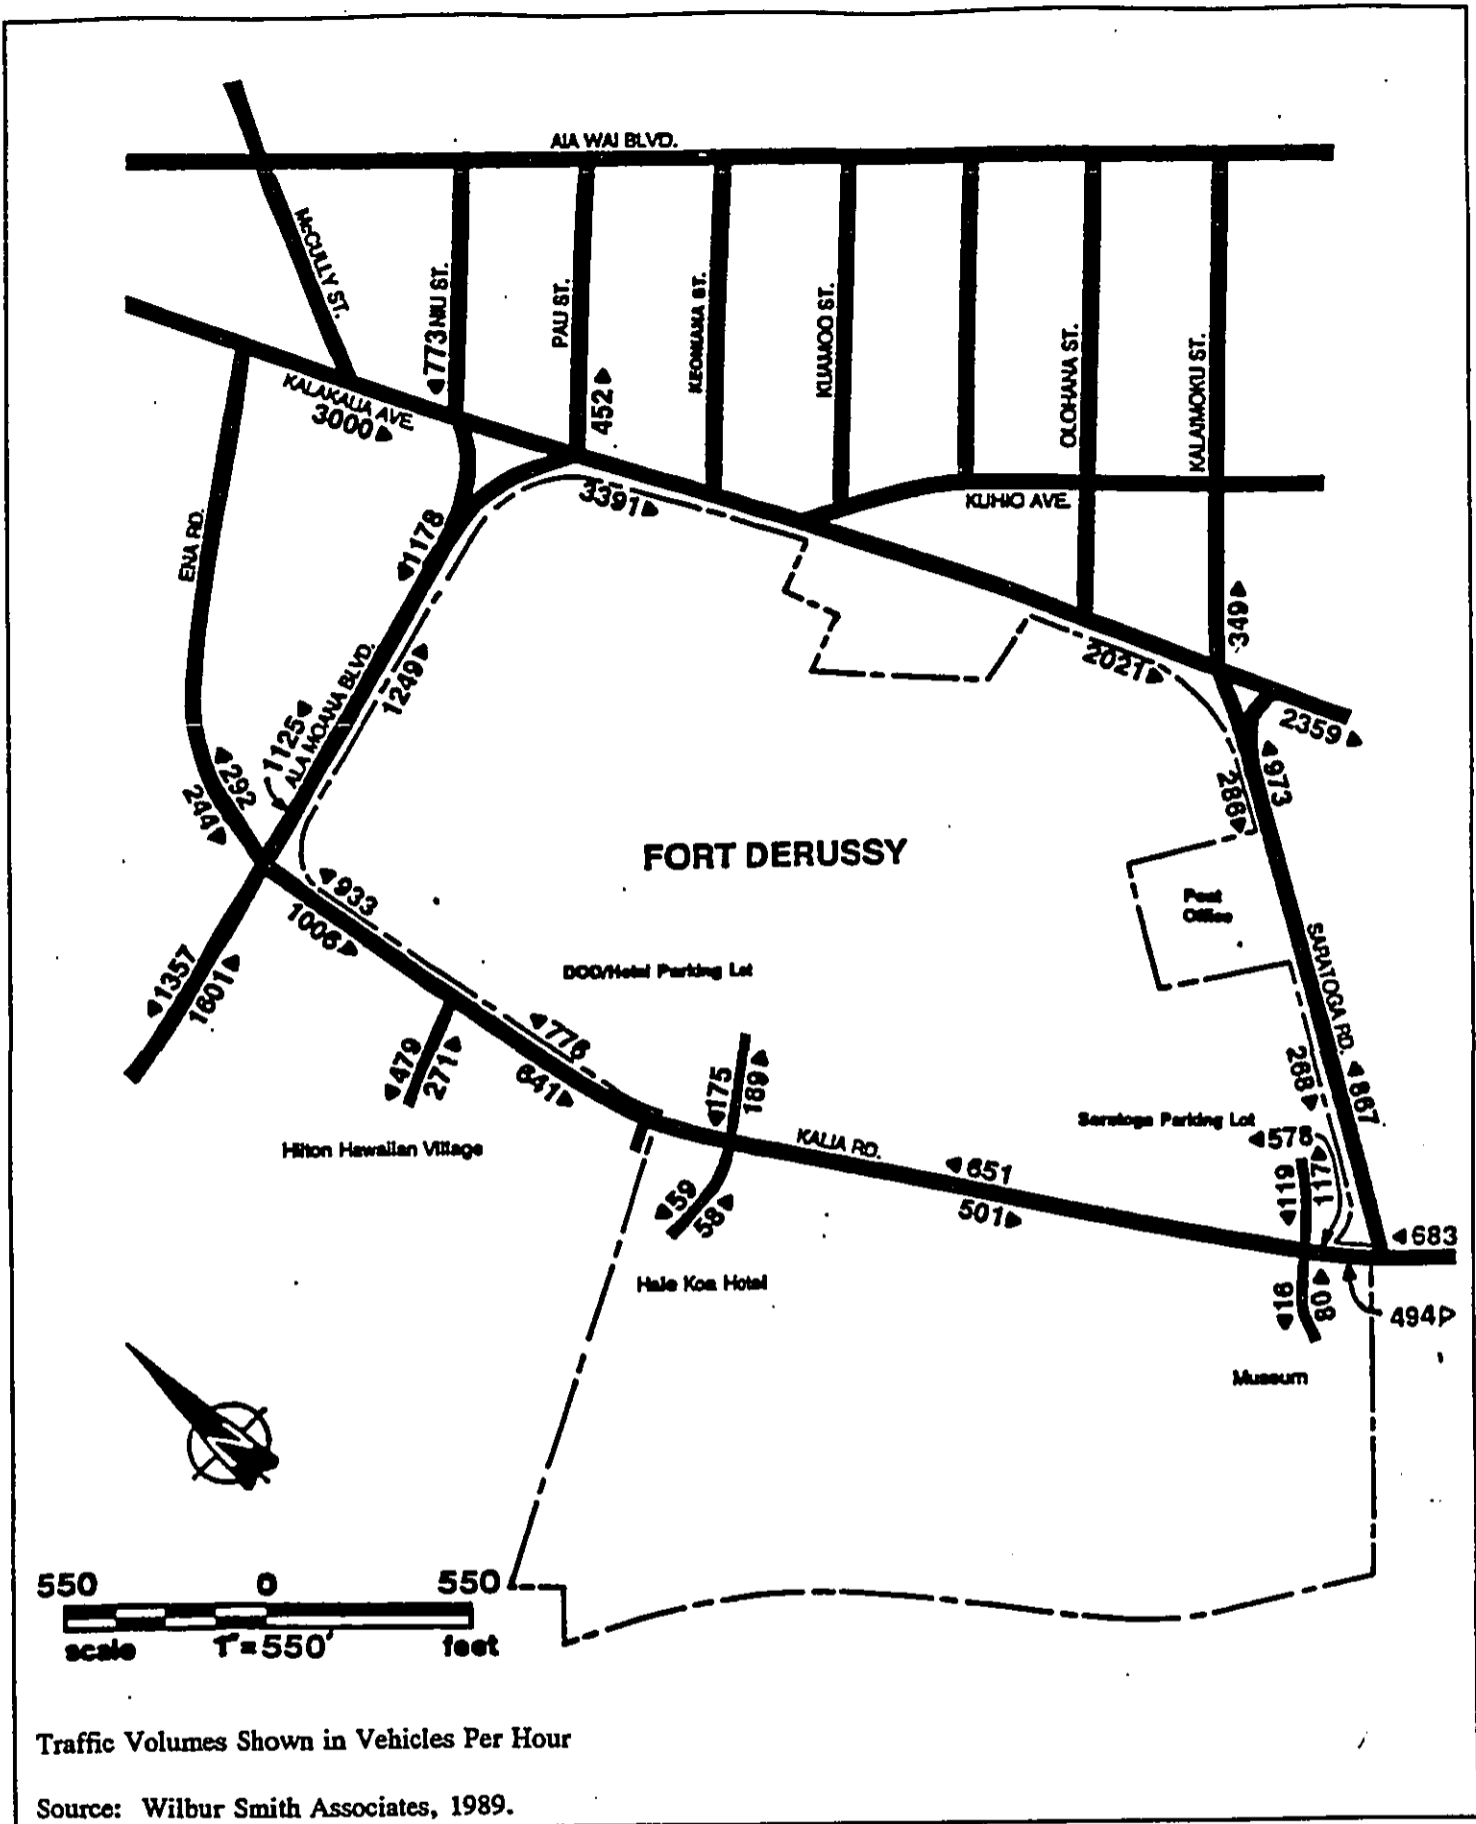 AIA WAI BLVD.
McCULLY ST.
773 NIU ST.
PAU ST.
KEONIANA ST.
KUAMOO ST.
OLOHANA ST.
KALAIMOKU ST.
KALAKAUA AVE.
3000
452
3391
KUHIO AVE.
ENA RD.
1178
349
1249
2021
ALA MOANA BLVD.
1125
2359
292
244
973
286
FORT DERUSSY
933
1006
Post
Office
1357
1601
DOD/Hotel Parking Lot
SARATOGA RD.
776
641
479
271
175
189
288
867
Hilton Hawaiian Village
KALIA RD.
Saratoga Parking Lot
578
651
501
119
117
59
58
683
Hale Koa Hotel
16
80
494
Museum
550 0 550
scale 1"=550' feet
Traffic Volumes Shown in Vehicles Per Hour
Source: Wilbur Smith Associates, 1989.